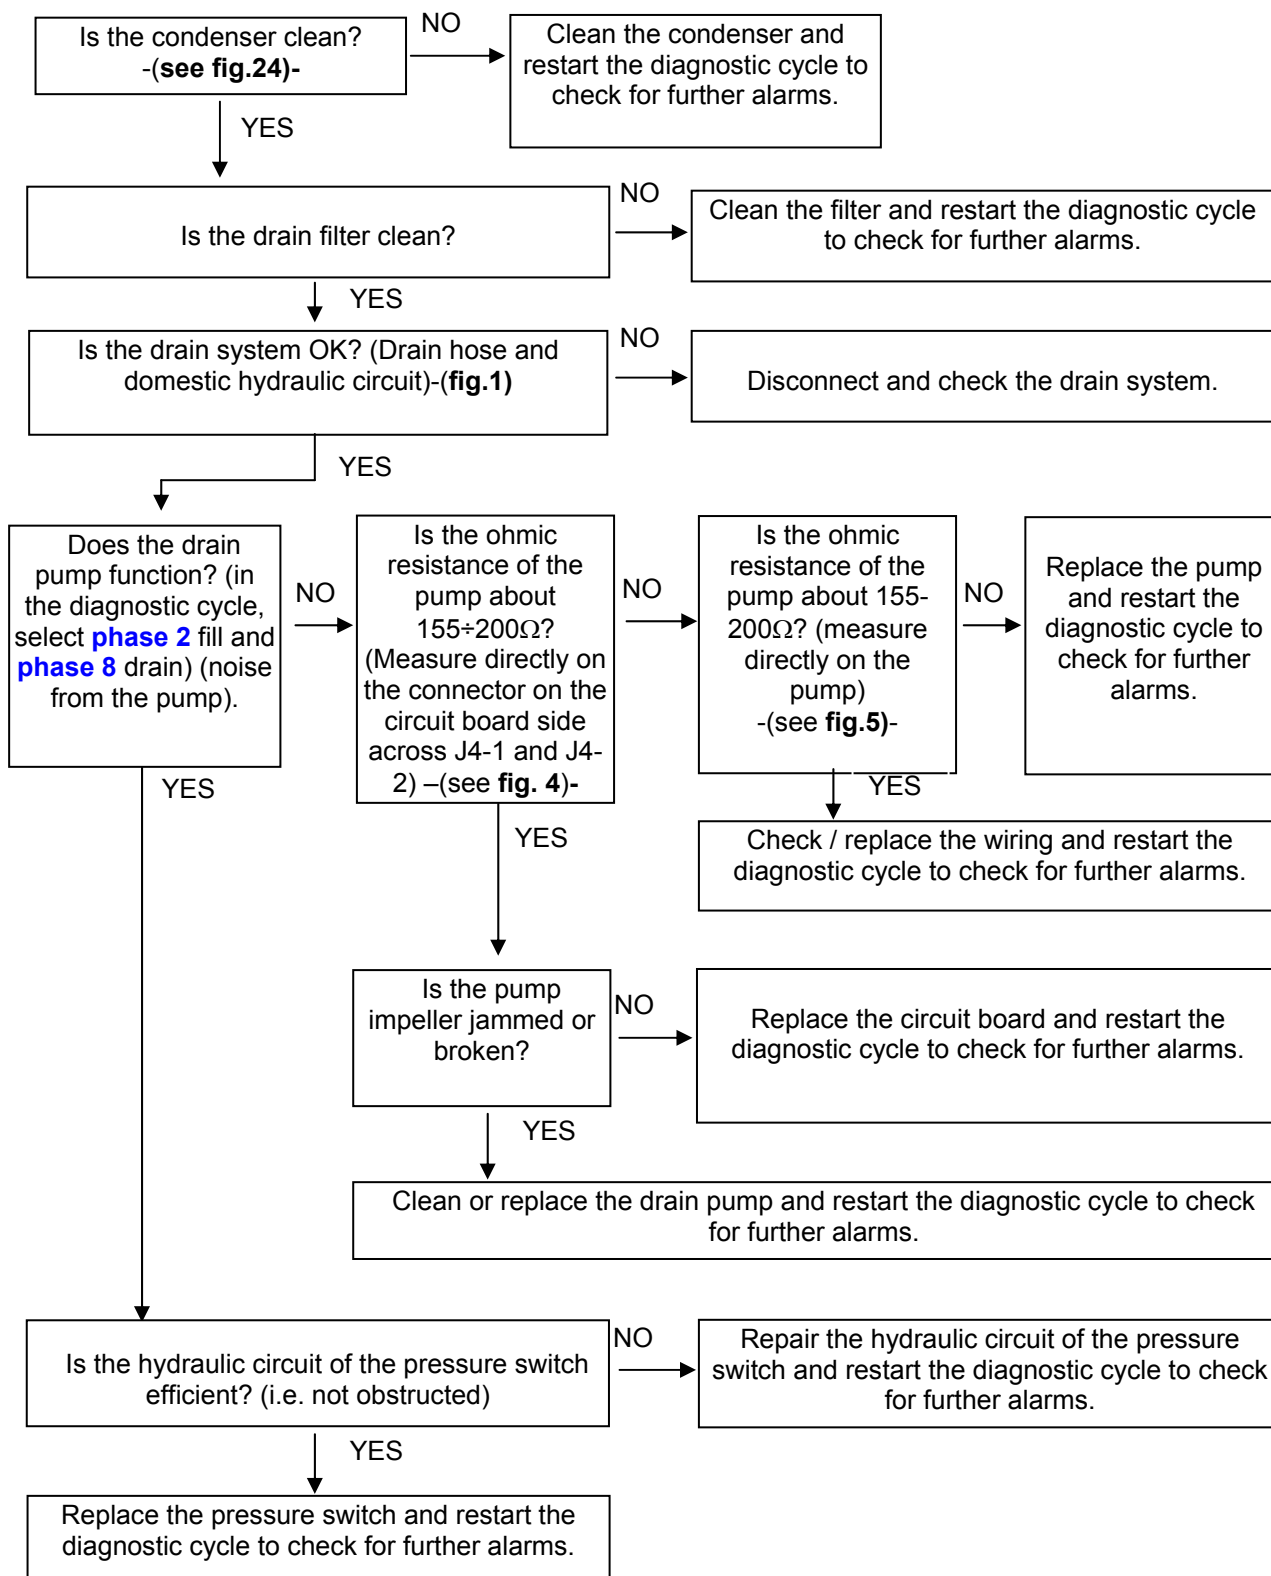 Is the condenser clean?
-(see fig.24)-
NO
Clean the condenser and
restart the diagnostic cycle to
check for further alarms.
YES
Is the drain filter clean?
NO
Clean the filter and restart the diagnostic cycle
to check for further alarms.
YES
Is the drain system OK? (Drain hose and
domestic hydraulic circuit)-(fig.1)
NO
Disconnect and check the drain system.
YES
Does the drain
pump function? (in
the diagnostic cycle,
select phase 2 fill and
phase 8 drain) (noise
from the pump).
NO
Is the ohmic
resistance of the
pump about
155÷200Ω?
(Measure directly on
the connector on the
circuit board side
across J4-1 and J4-
2) –(see fig. 4)-
NO
Is the ohmic
resistance of the
pump about 155-
200Ω? (measure
directly on the
pump)
-(see fig.5)-
NO
Replace the pump
and restart the
diagnostic cycle to
check for further
alarms.
YES
YES
YES
Check / replace the wiring and restart the
diagnostic cycle to check for further alarms.
Is the pump
impeller jammed or
broken?
NO
Replace the circuit board and restart the
diagnostic cycle to check for further alarms.
YES
Clean or replace the drain pump and restart the diagnostic cycle to check
for further alarms.
Is the hydraulic circuit of the pressure switch
efficient? (i.e. not obstructed)
NO
Repair the hydraulic circuit of the pressure
switch and restart the diagnostic cycle to check
for further alarms.
YES
Replace the pressure switch and restart the
diagnostic cycle to check for further alarms.